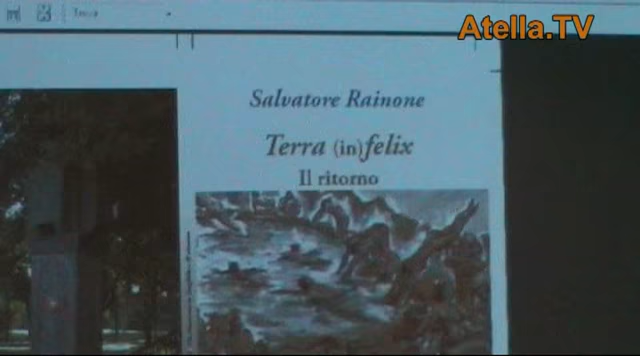 Atella.TV
Salvatore Rainone
Terra (in)felix
Il ritorno